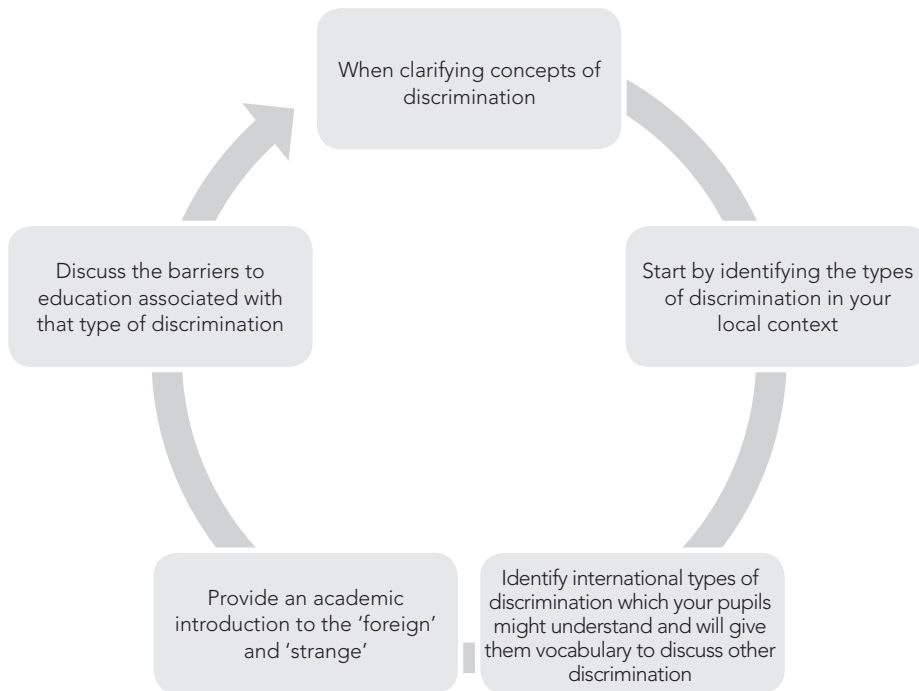 When clarifying concepts of
discrimination
Start by identifying the types
of discrimination in your
local context
Identify international types of
discrimination which your pupils
might understand and will give
them vocabulary to discuss other
discrimination
Provide an academic
introduction to the ‘foreign’
and ‘strange’
Discuss the barriers to
education associated with
that type of discrimination